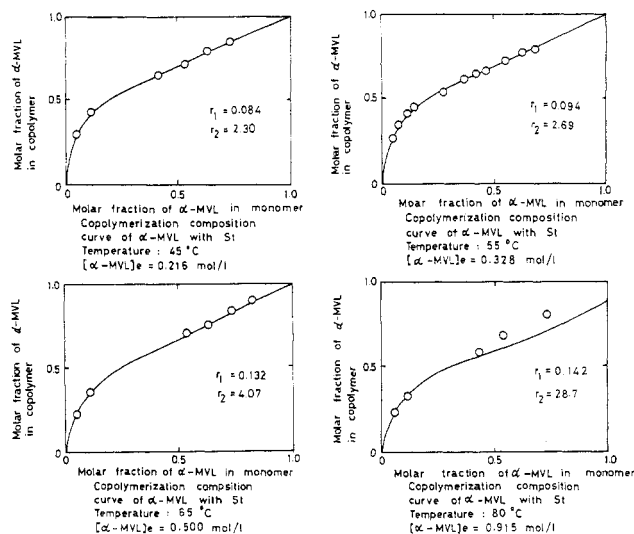 1.0
0.5
0
Molar fraction of α-MVL
in copolymer
r1 = 0.084
r2 = 2.30
0
0.5
1.0
Molar fraction of α-MVL in monomer
Copolymerization composition
curve of α-MVL with St
Temperature : 45 °C
[α-MVL]e = 0.216 mol/l
1.0
0.5
0
Molar fraction of α-MVL
in copolymer
r1 = 0.094
r2 = 2.69
0
0.5
1.0
Moar fraction of α-MVL in monomer
Copolymerization composition
curve of α-MVL with St
Temperature : 55 °C
[α-MVL]e = 0.328 mol/l
1.0
0.5
0
Molar fraction of α-MVL
in copolymer
r1 = 0.132
r2 = 4.07
0
0.5
1.0
Molar fraction of α-MVL in monomer
Copolymerization compsition
curve of α-MVL with St
Temperature : 65 °C
[α-MVL]e = 0.500 mol/l
1.0
0.5
0
Molar fraction of α-MVL
in copolymer
r1 = 0.142
r2 = 28.7
0
0.5
1.0
Molar fraction of α-MVL in monomer
Copolymerization composition
curve of α-MVL with St
Temperature : 80 °C
[α-MVL]e = 0.915 mol/l